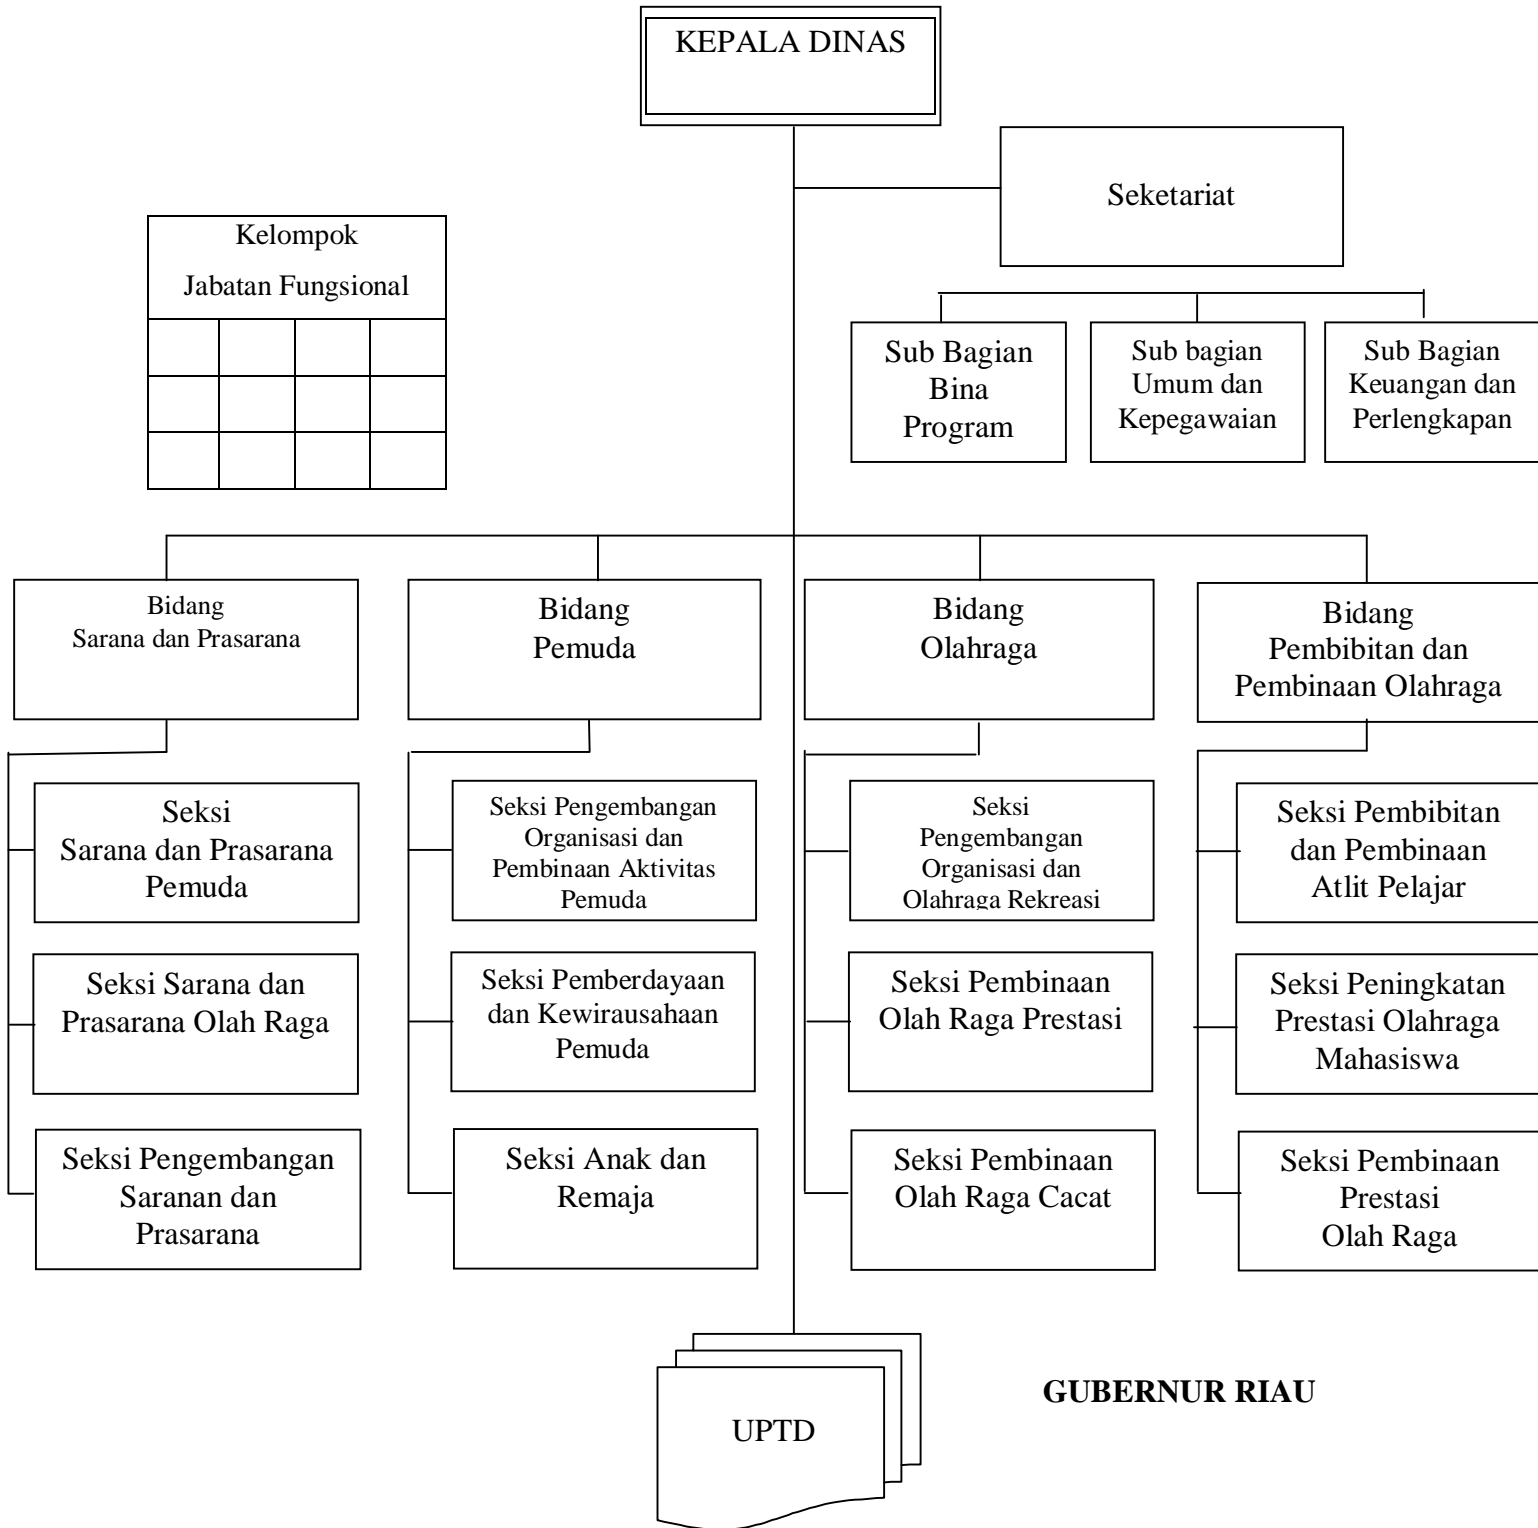 KEPALA DINAS
Seketariat
Kelompok
Jabatan Fungsional
Sub Bagian
Bina
Program
Sub bagian
Umum dan
Kepegawaian
Sub Bagian
Keuangan dan
Perlengkapan
Bidang
Sarana dan Prasarana
Bidang
Pemuda
Bidang
Olahraga
Bidang
Pembibitan dan
Pembinaan Olahraga
Seksi
Sarana dan Prasarana
Pemuda
Seksi Pengembangan
Organisasi dan
Pembinaan Aktivitas
Pemuda
Seksi
Pengembangan
Organisasi dan
Olahraga Rekreasi
Seksi Pembibitan
dan Pembinaan
Atlit Pelajar
Seksi Sarana dan
Prasarana Olah Raga
Seksi Pemberdayaan
dan Kewirausahaan
Pemuda
Seksi Pembinaan
Olah Raga Prestasi
Seksi Peningkatan
Prestasi Olahraga
Mahasiswa
Seksi Pengembangan
Saranan dan
Prasarana
Seksi Anak dan
Remaja
Seksi Pembinaan
Olah Raga Cacat
Seksi Pembinaan
Prestasi
Olah Raga
GUBERNUR RIAU
UPTD